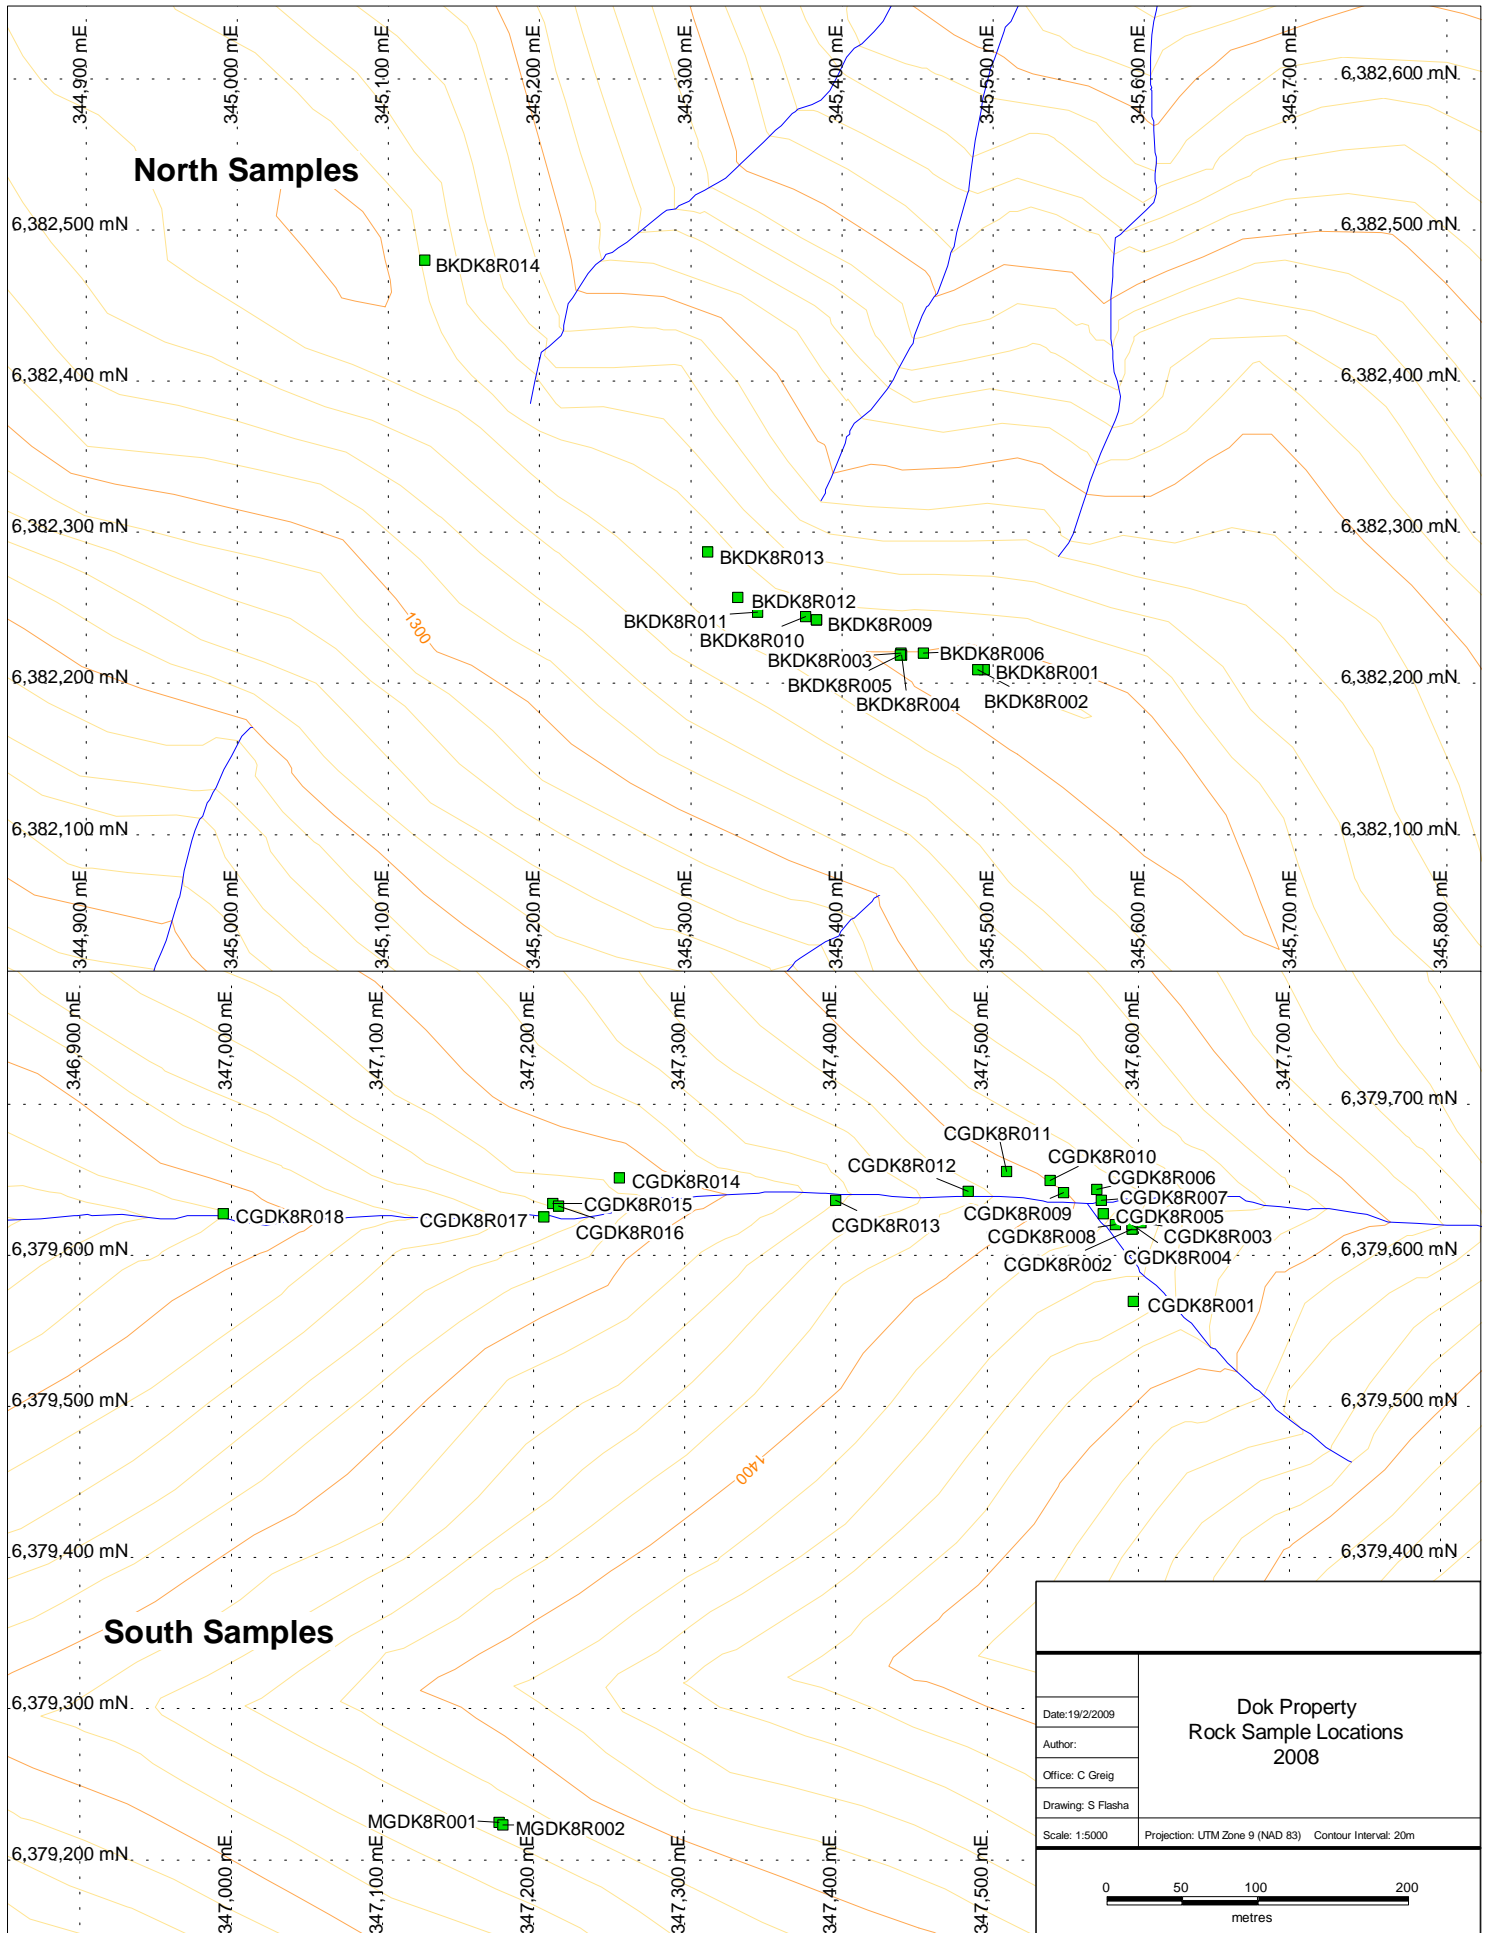 344,900 mE
345,000 mE
345,100 mE
345,200 mE
345,300 mE
345,400 mE
345,500 mE
345,600 mE
345,700 mE
6,382,600 mN
North Samples
6,382,500 mN
6,382,500 mN
BKDK8R014
6,382,400 mN
6,382,400 mN
6,382,300 mN
6,382,300 mN
BKDK8R013
BKDK8R012
BKDK8R011
BKDK8R009
BKDK8R010
1300
BKDK8R006
BKDK8R003
BKDK8R001
BKDK8R005
BKDK8R002
BKDK8R004
6,382,200 mN
6,382,200 mN
6,382,100 mN
6,382,100 mN
344,900 mE
345,000 mE
345,100 mE
345,200 mE
345,300 mE
345,400 mE
345,500 mE
345,600 mE
345,700 mE
345,800 mE
346,900 mE
347,000 mE
347,100 mE
347,200 mE
347,300 mE
347,400 mE
347,500 mE
347,600 mE
347,700 mE
6,379,700 mN
CGDK8R011
CGDK8R010
CGDK8R012
CGDK8R006
CGDK8R014
CGDK8R007
CGDK8R015
CGDK8R009
CGDK8R018
CGDK8R017
CGDK8R013
CGDK8R005
CGDK8R016
CGDK8R008
CGDK8R003
CGDK8R002
CGDK8R004
6,379,600 mN
6,379,600 mN
CGDK8R001
6,379,500 mN
6,379,500 mN
1400
6,379,400 mN
6,379,400 mN
South Samples
6,379,300 mN
MGDK8R001
MGDK8R002
6,379,200 mN
347,000 mE
347,100 mE
347,200 mE
347,300 mE
347,400 mE
347,500 mE
Dok Property
Rock Sample Locations
2008
Date:19/2/2009
Author:
Office: C Greig
Drawing: S Flasha
Scale: 1:5000
Projection: UTM Zone 9 (NAD 83) Contour Interval: 20m
0 50 100 200
metres